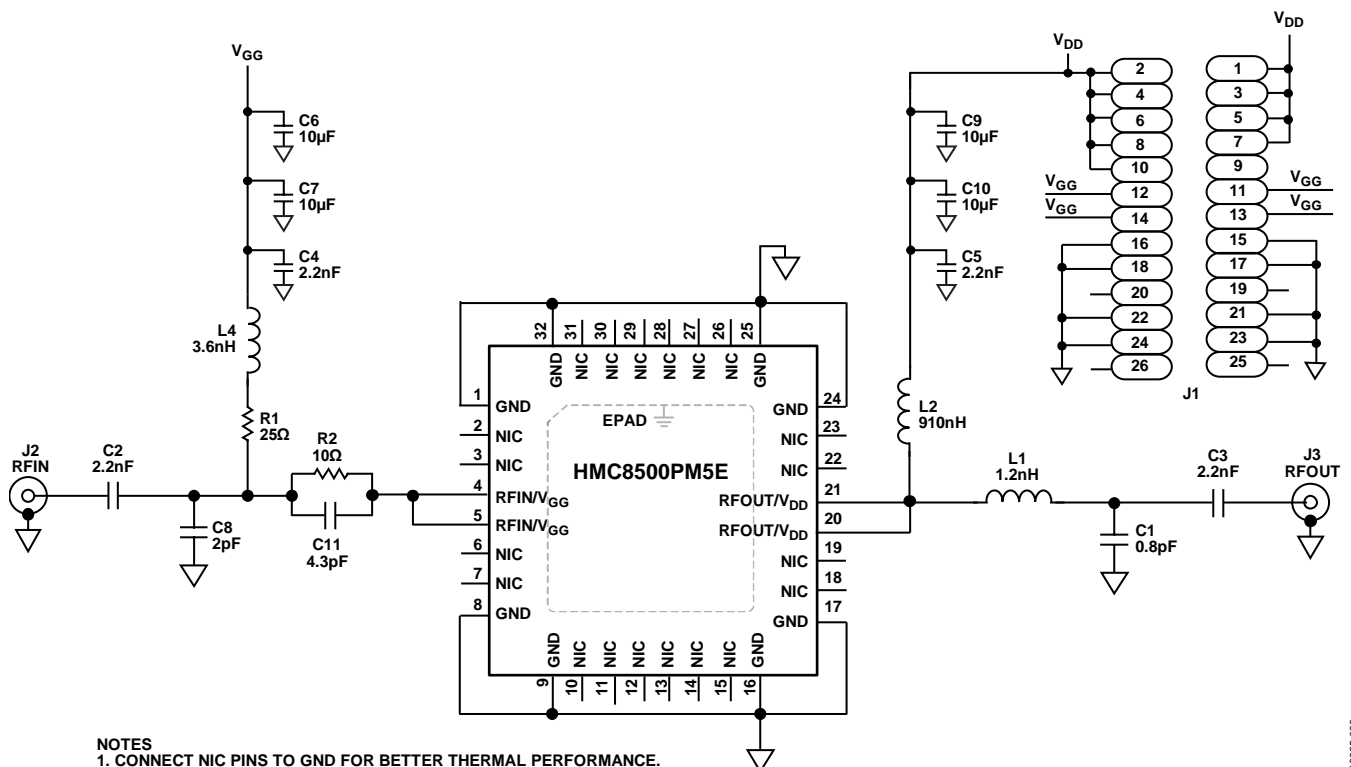 VGG
C6
10µF
C7
10µF
C4
2.2nF
L4
3.6nH
R1
25Ω
J2
RFIN
C2
2.2nF
C8
2pF
R2
10Ω
C11
4.3pF
32
31
30
29
28
27
26
25
GND
NIC
NIC
NIC
NIC
NIC
NIC
GND
1
GND
2
NIC
3
NIC
4
RFIN/VGG
5
RFIN/VGG
6
NIC
7
NIC
8
GND
EPAD
HMC8500PM5E
24
GND
23
NIC
22
NIC
21
RFOUT/VDD
20
RFOUT/VDD
19
NIC
18
NIC
17
GND
GND
NIC
NIC
NIC
NIC
NIC
NIC
GND
9
10
11
12
13
14
15
16
VDD
C9
10µF
C10
10µF
C5
2.2nF
L2
910nH
L1
1.2nH
C1
0.8pF
C3
2.2nF
J3
RFOUT
2
4
6
8
10
VGG
12
VGG
14
16
18
20
22
24
26
VDD
1
3
5
7
9
11
VGG
13
VGG
15
17
19
21
23
25
J1
NOTES
1. CONNECT NIC PINS TO GND FOR BETTER THERMAL PERFORMANCE.